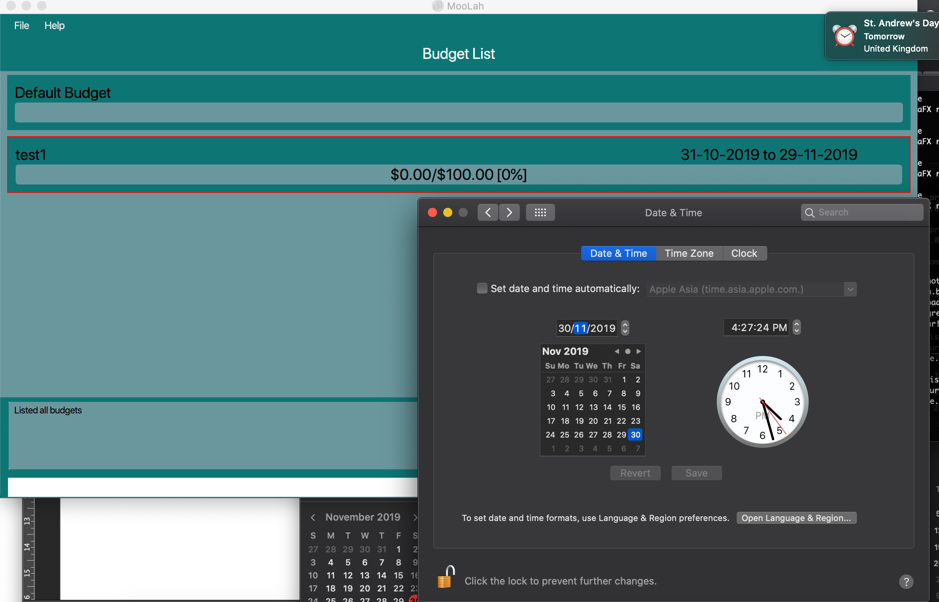 MooLah
File Help
Budget List
St. Andrew's Day
Tomorrow
United Kingdom
Default Budget
test1 31-10-2019 to 29-11-2019
$0.00/$100.00 [0%]
Date & Time Search
Date & Time Time Zone Clock
Set date and time automatically: Apple Asia (time.asia.apple.com.)
30/11/2019 4:27:24 PM
Nov 2019
Su Mo Tu We Th Fr Sa
27 28 29 30 31 1 2
3 4 5 6 7 8 9
10 11 12 13 14 15 16
17 18 19 20 21 22 23
24 25 26 27 28 29 30
1 2 3 4 5 6 7
12 1 2 3 4 5 6 7 8 9 10 11
PM
Revert Save
To set date and time formats, use Language & Region preferences. Open Language & Region...
Click the lock to prevent further changes. ?
Listed all budgets
November 2019
S M T W T F S
27 28 29 30 31 1 2
3 4 5 6 7 8 9
10 11 12 13 14 15 16
17 18 19 20 21 22
24 25 26 27 28 29
13
14
15